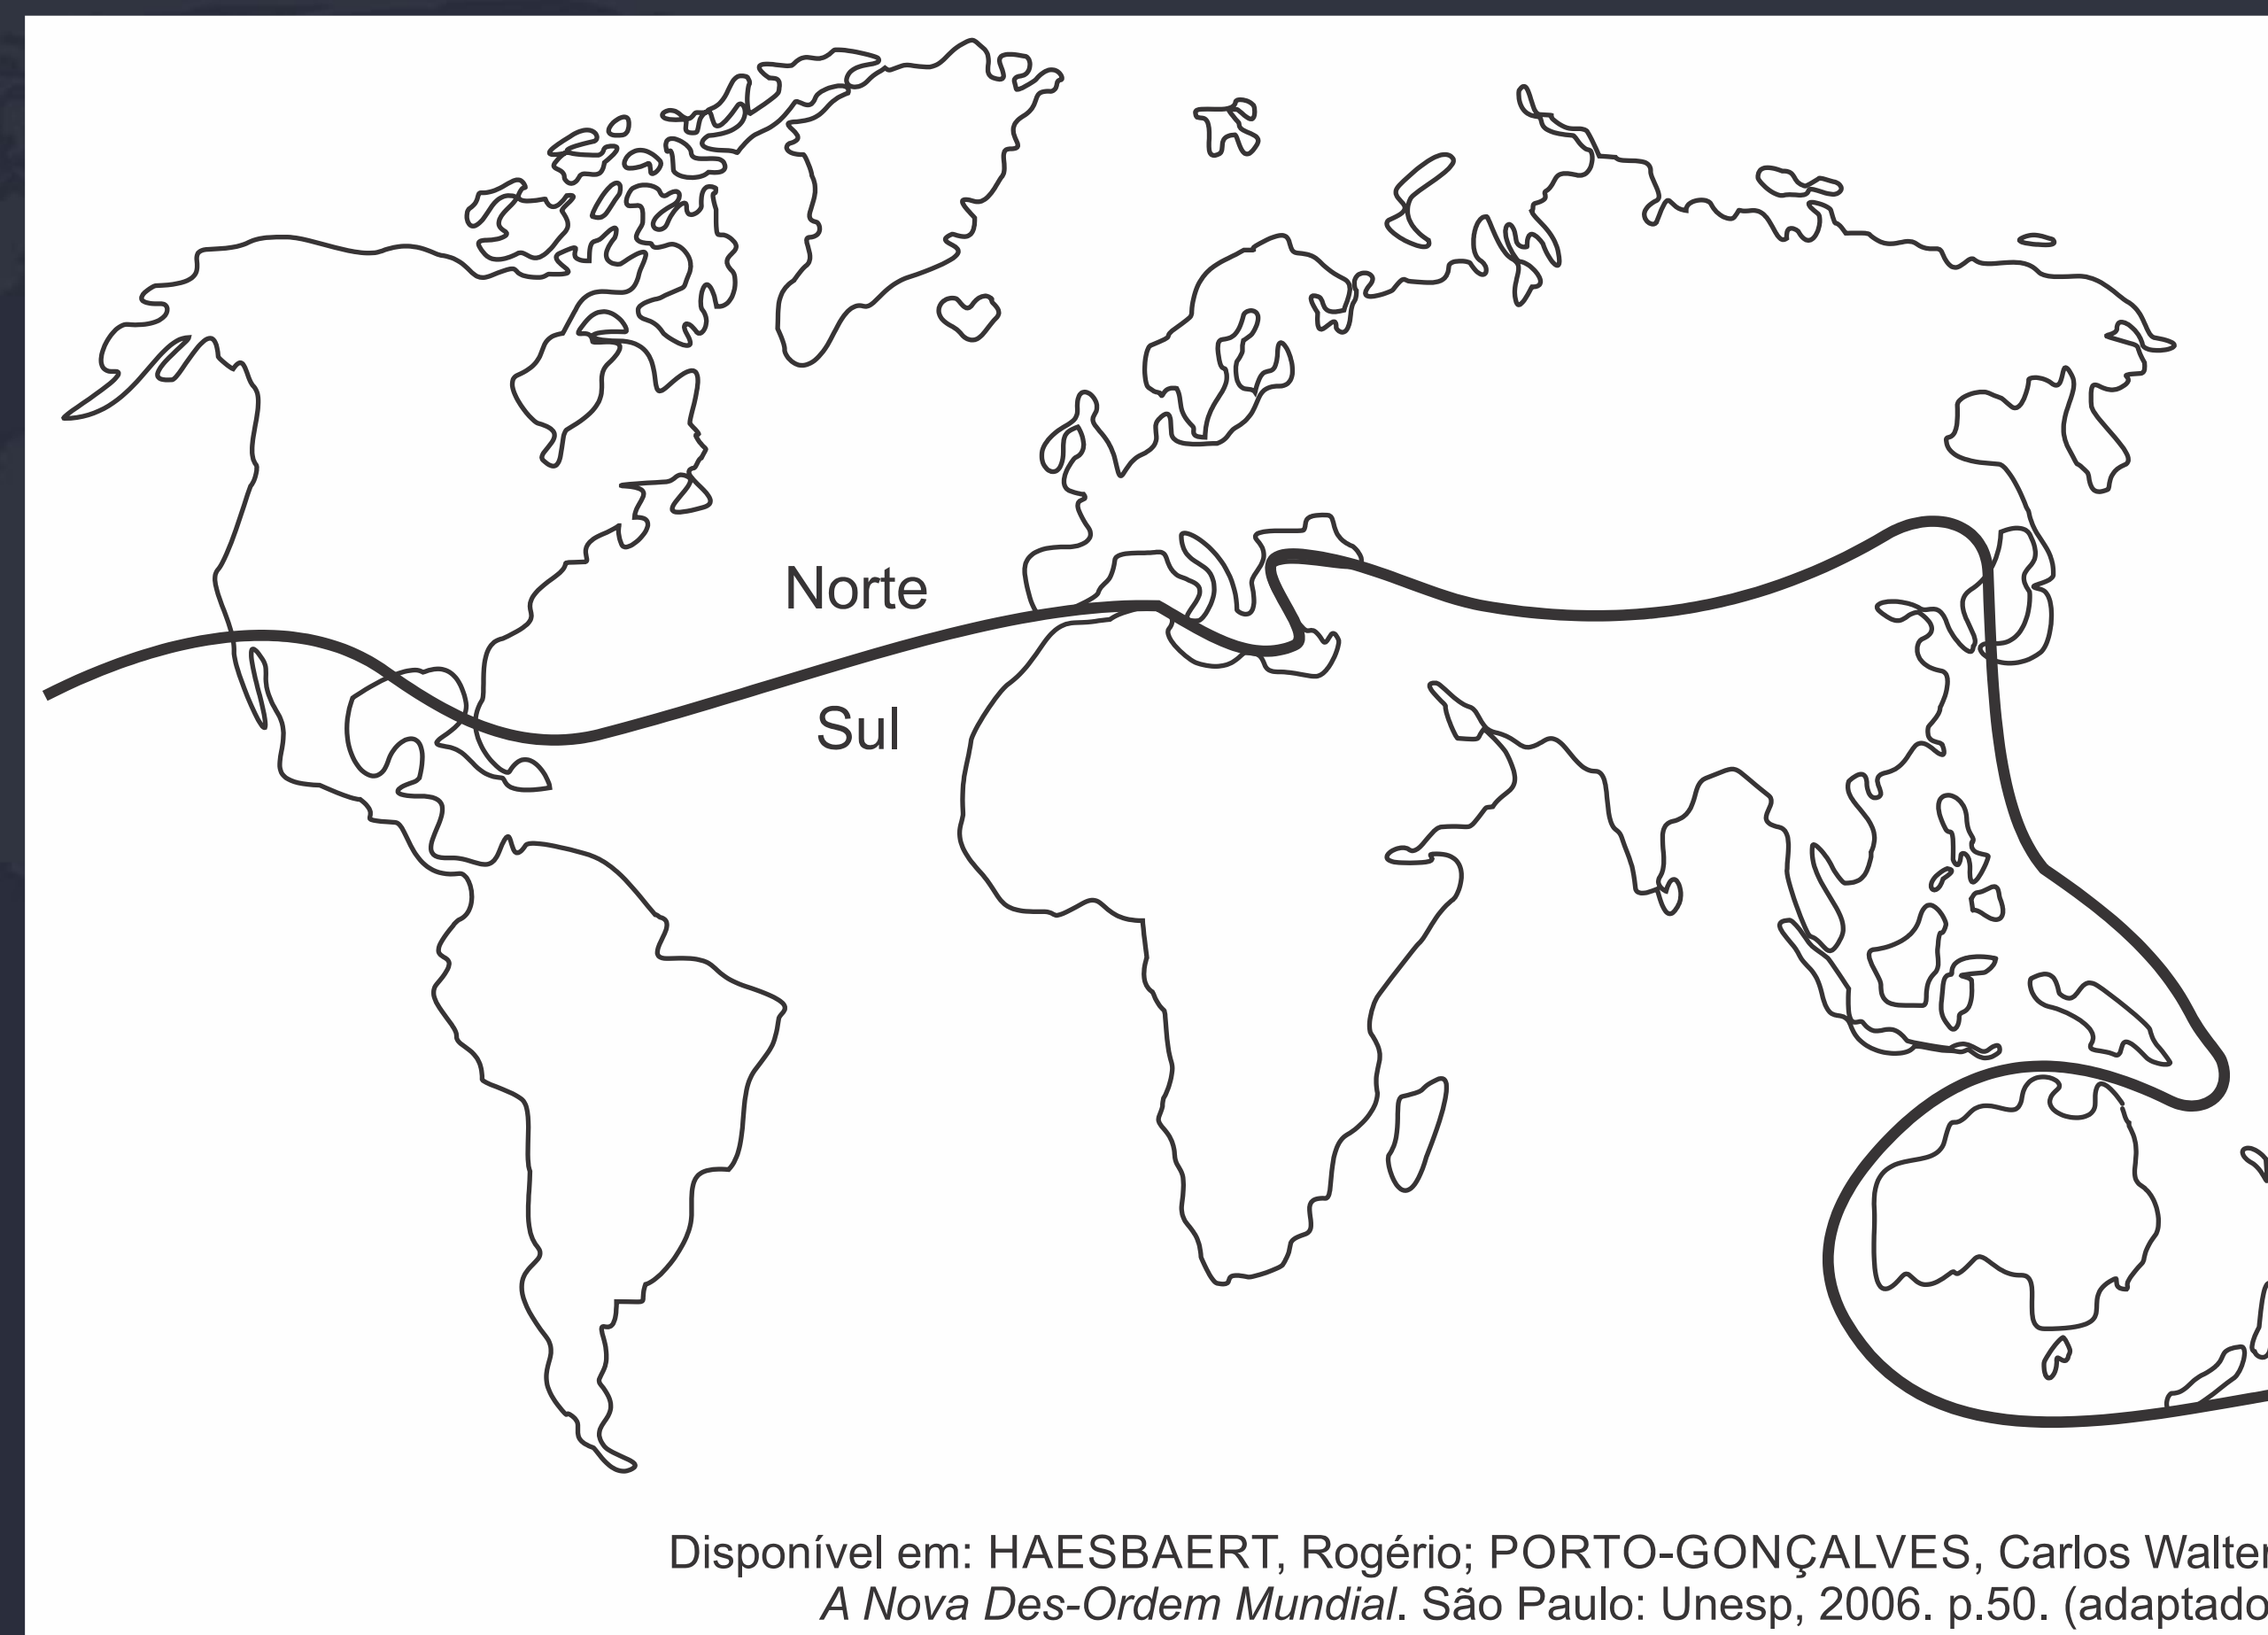 Norte
Sul
Disponível em: HAESBAERT, Rogério; PORTO-GONÇALVES, Carlos Walter
A Nova Des-Ordem Mundial. São Paulo: Unesp, 2006. p.50. (adaptado